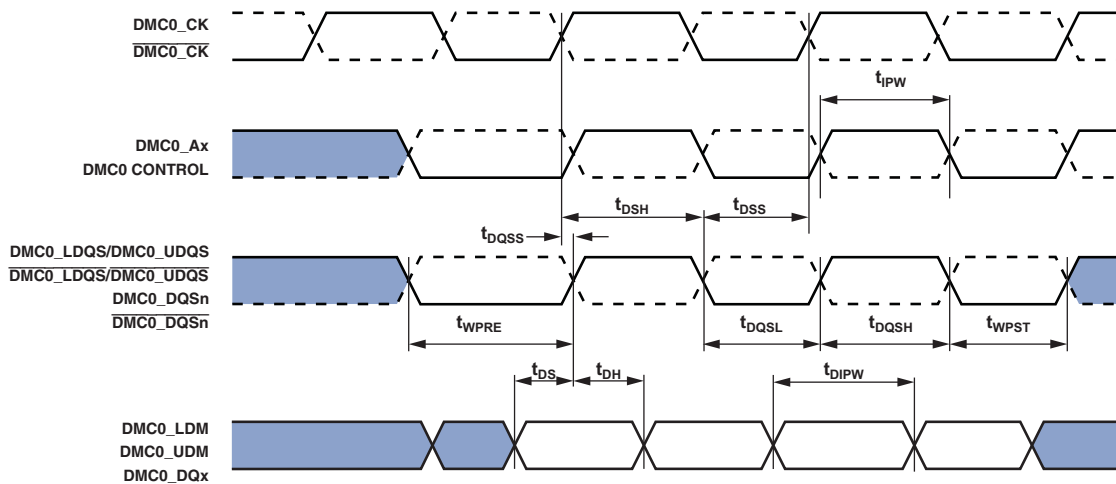 DMC0_CK
DMC0_CK
tIPW
DMC0_Ax
DMC0 CONTROL
tDSH
tDSS
tDQSS
DMC0_LDQS/DMC0_UDQS
DMC0_LDQS/DMC0_UDQS
DMC0_DQSn
DMC0_DQSn
tWPRE
tDQSL
tDQSH
tWPST
tDS
tDH
tDIPW
DMC0_LDM
DMC0_UDM
DMC0_DQx